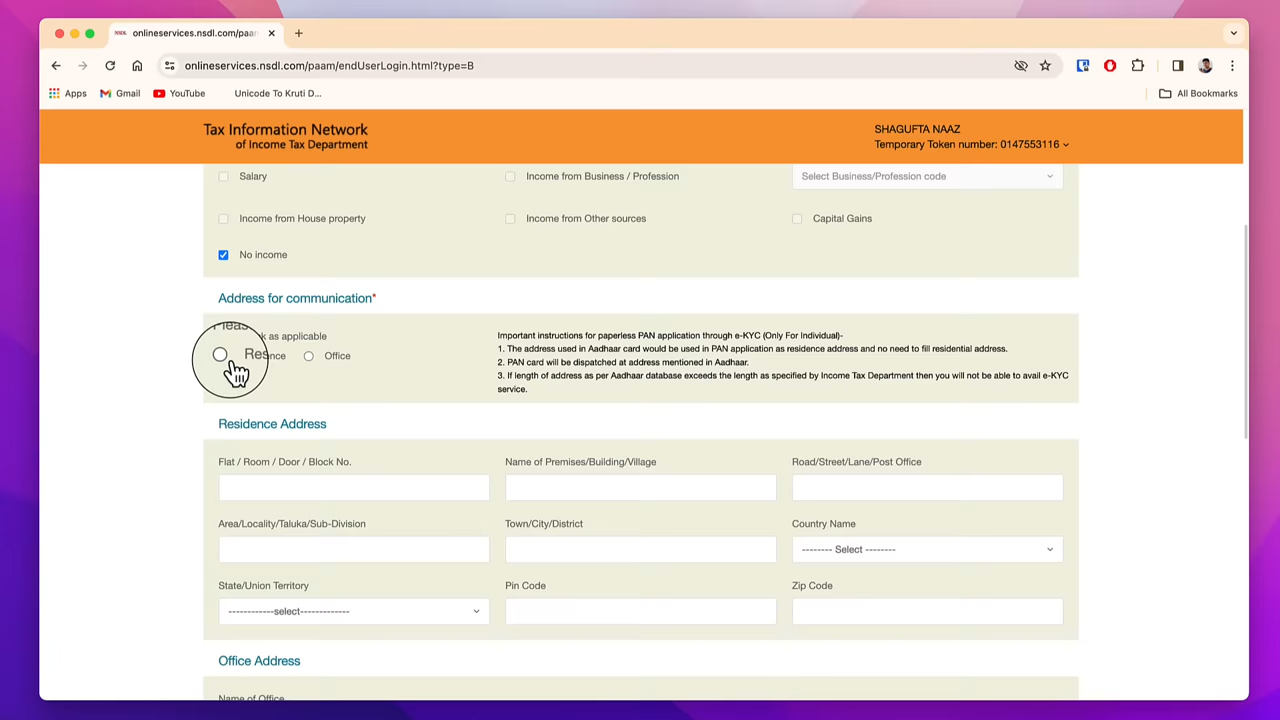 onlineservices.nsdl.com/paan
onlineservices.nsdl.com/paam/endUserLogin.html?type=B
Apps Gmail YouTube Unicode To Kruti D... All Bookmarks
Tax Information Network
of Income Tax Department
SHAGUFTA NAAZ
Temporary Token number: 0147553116
Salary Income from Business / Profession Select Business/Profession code
Income from House property Income from Other sources Capital Gains
No income
Address for communication*
Pleas k as applicable
Res nce Office
Important instructions for paperless PAN application through e-KYC (Only For Individual)-
1. The address used in Aadhaar card would be used in PAN application as residence address and no need to fill residential address.
2. PAN card will be dispatched at address mentioned in Aadhaar.
3. If length of address as per Aadhaar database exceeds the length as specified by Income Tax Department then you will not be able to avail e-KYC
service.
Residence Address
Flat / Room / Door / Block No. Name of Premises/Building/Village Road/Street/Lane/Post Office
Area/Locality/Taluka/Sub-Division Town/City/District Country Name
-------- Select --------
State/Union Territory Pin Code Zip Code
------------select-------------
Office Address
Name of Office